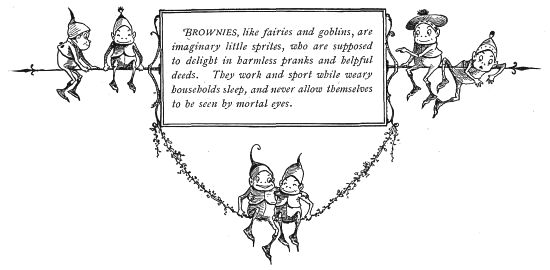 BROWNIES, like fairies and goblins, are
imaginary little sprites, who are supposed
to delight in harmless pranks and helpful
deeds. They work and sport while weary
households sleep, and never allow themselves
to be seen by mortal eyes.